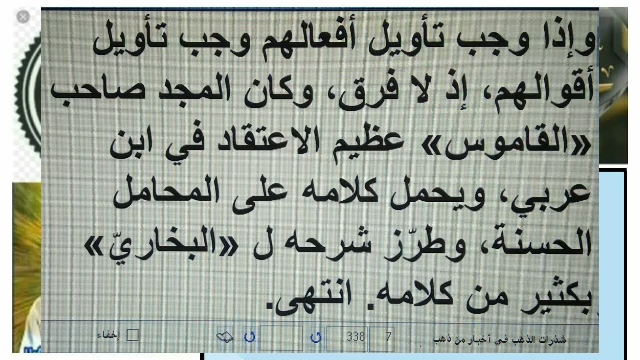 وإذا وجب تأويل أفعالهم وجب تأويل
أقوالهم، إذ لا فرق، وكان المجد صاحب
«القاموس» عظيم الاعتقاد في ابن
عربي، ويحمل كلامه على المحامل
الحسنة، وطرّز شرحه ل «البخاريّ»
بكثير من كلامه. انتهى.
شذرات الذهب في أخبار من ذهب 7 338 إخفاء